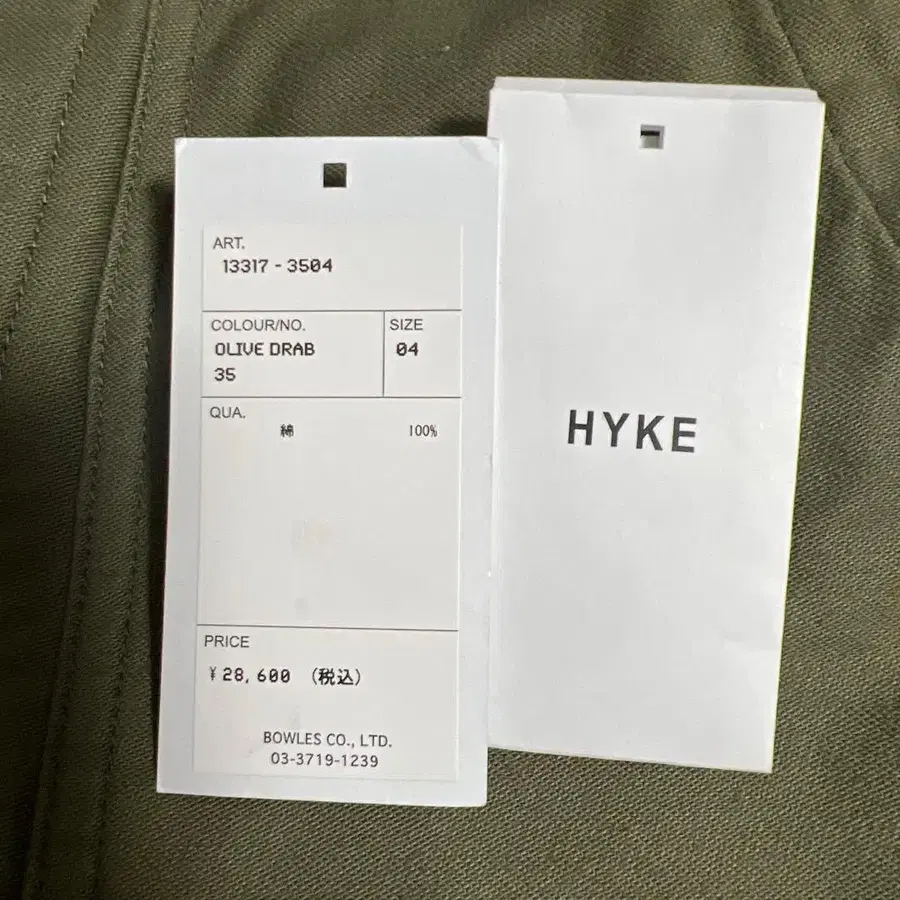 ART.
13317 - 3504
COLOUR/NO.
OLIVE DRAB
35
SIZE
04
QUA.
綿 100%
PRICE
¥28,600 (税込)
BOWLES CO., LTD.
03-3719-1239
HYKE